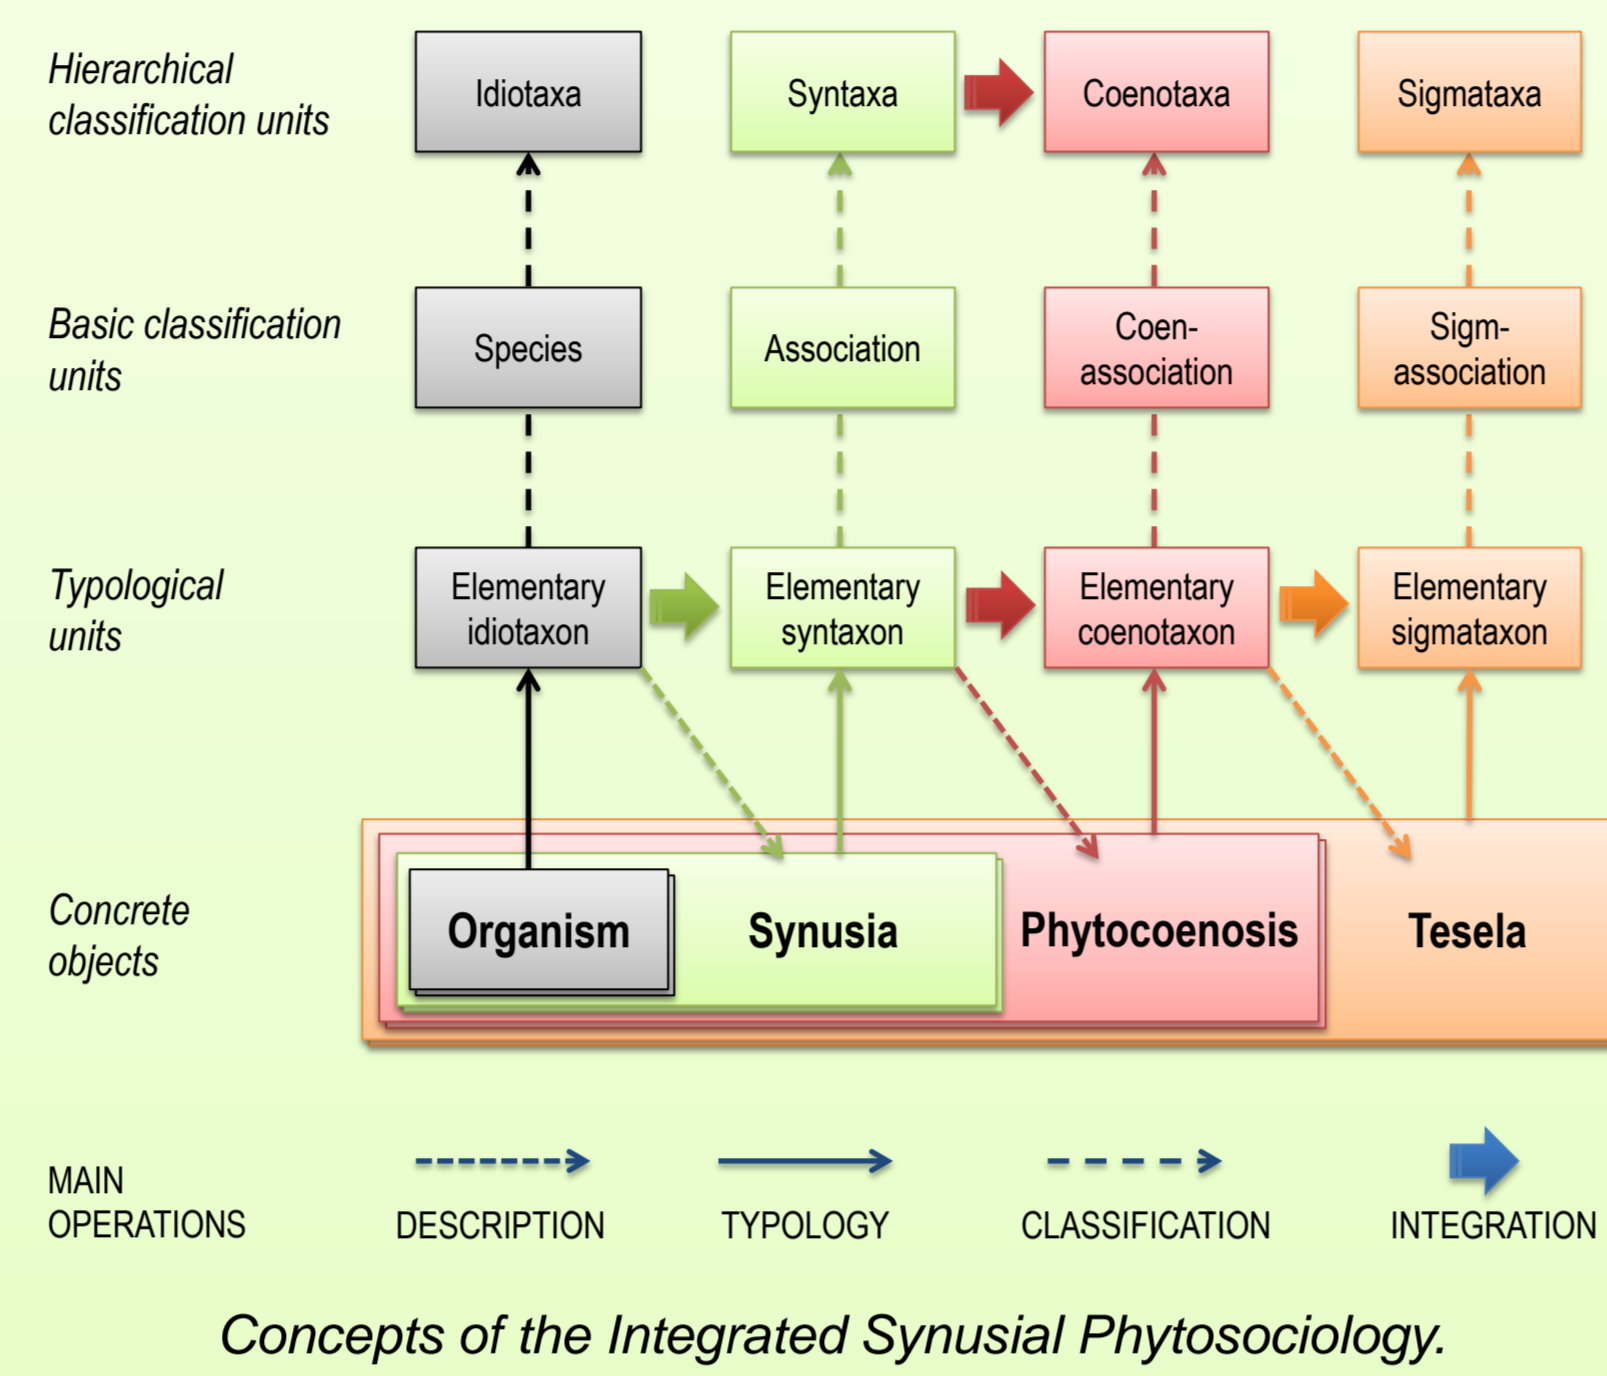 Hierarchical
classification units
Idiotaxa
Syntaxa
Coenotaxa
Sigmataxa
Basic classification
units
Species
Association
Coen-
association
Sigm-
association
Typological
units
Elementary
idiotaxon
Elementary
syntaxon
Elementary
coenotaxon
Elementary
sigmataxon
Concrete
objects
Organism
Synusia
Phytocoenosis
Tesela
MAIN
OPERATIONS
DESCRIPTION
TYPOLOGY
CLASSIFICATION
INTEGRATION
Concepts of the Integrated Synusial Phytosociology.